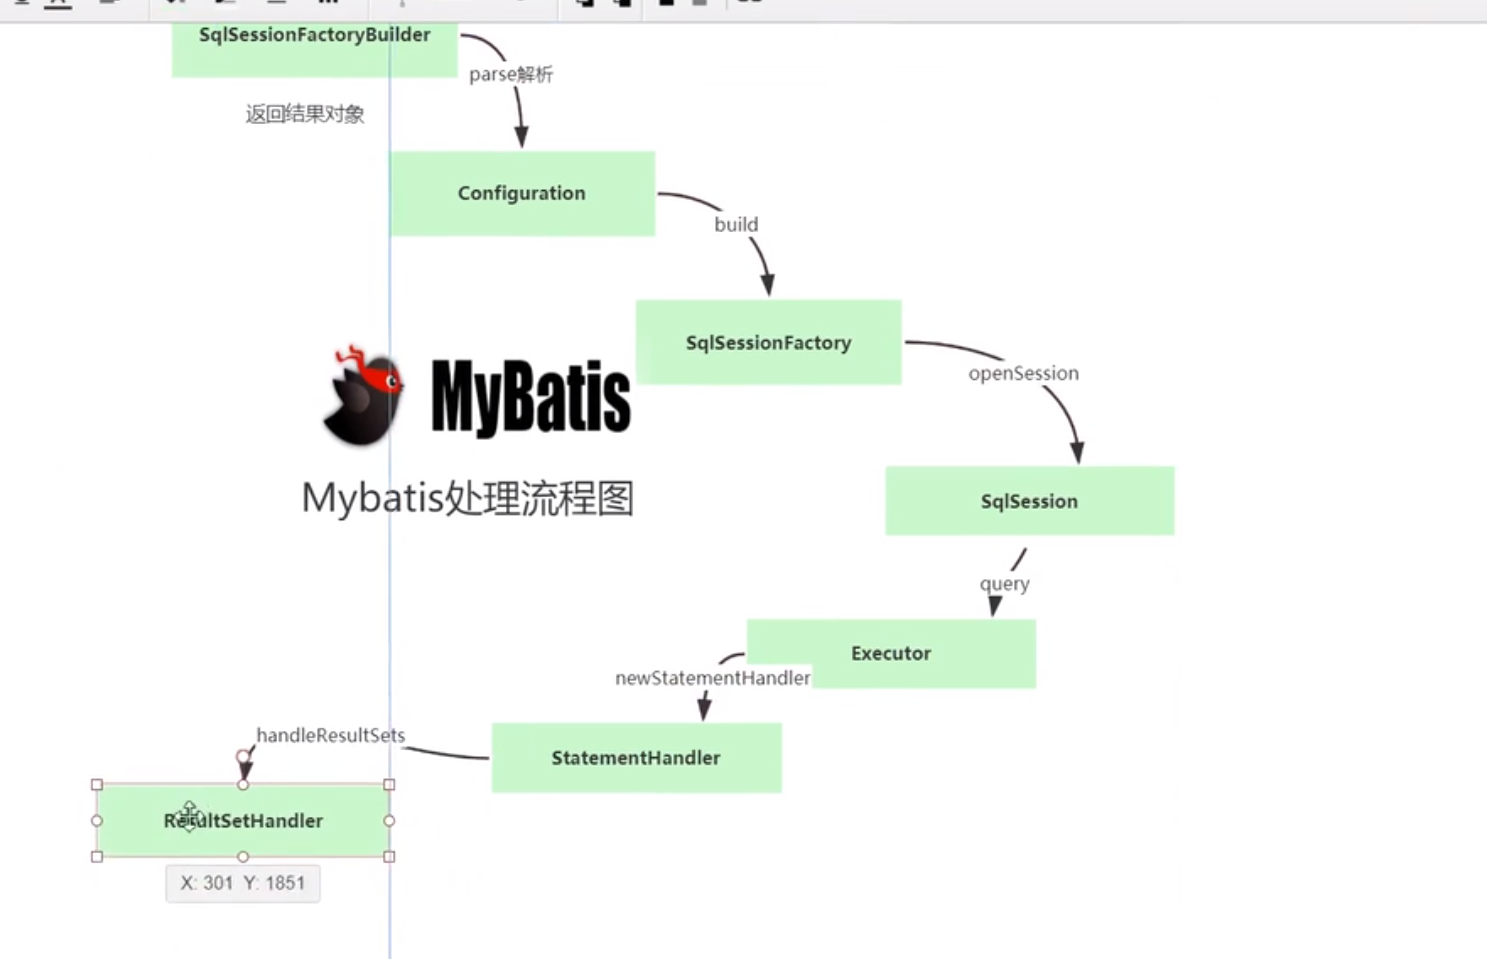 SqlSessionFactoryBuilder
parse解析
返回结果对象
Configuration
build
SqlSessionFactory
openSession
MyBatis
Mybatis处理流程图
SqlSession
query
Executor
newStatementHandler
handleResultSets
StatementHandler
ResultSetHandler
X: 301 Y: 1851